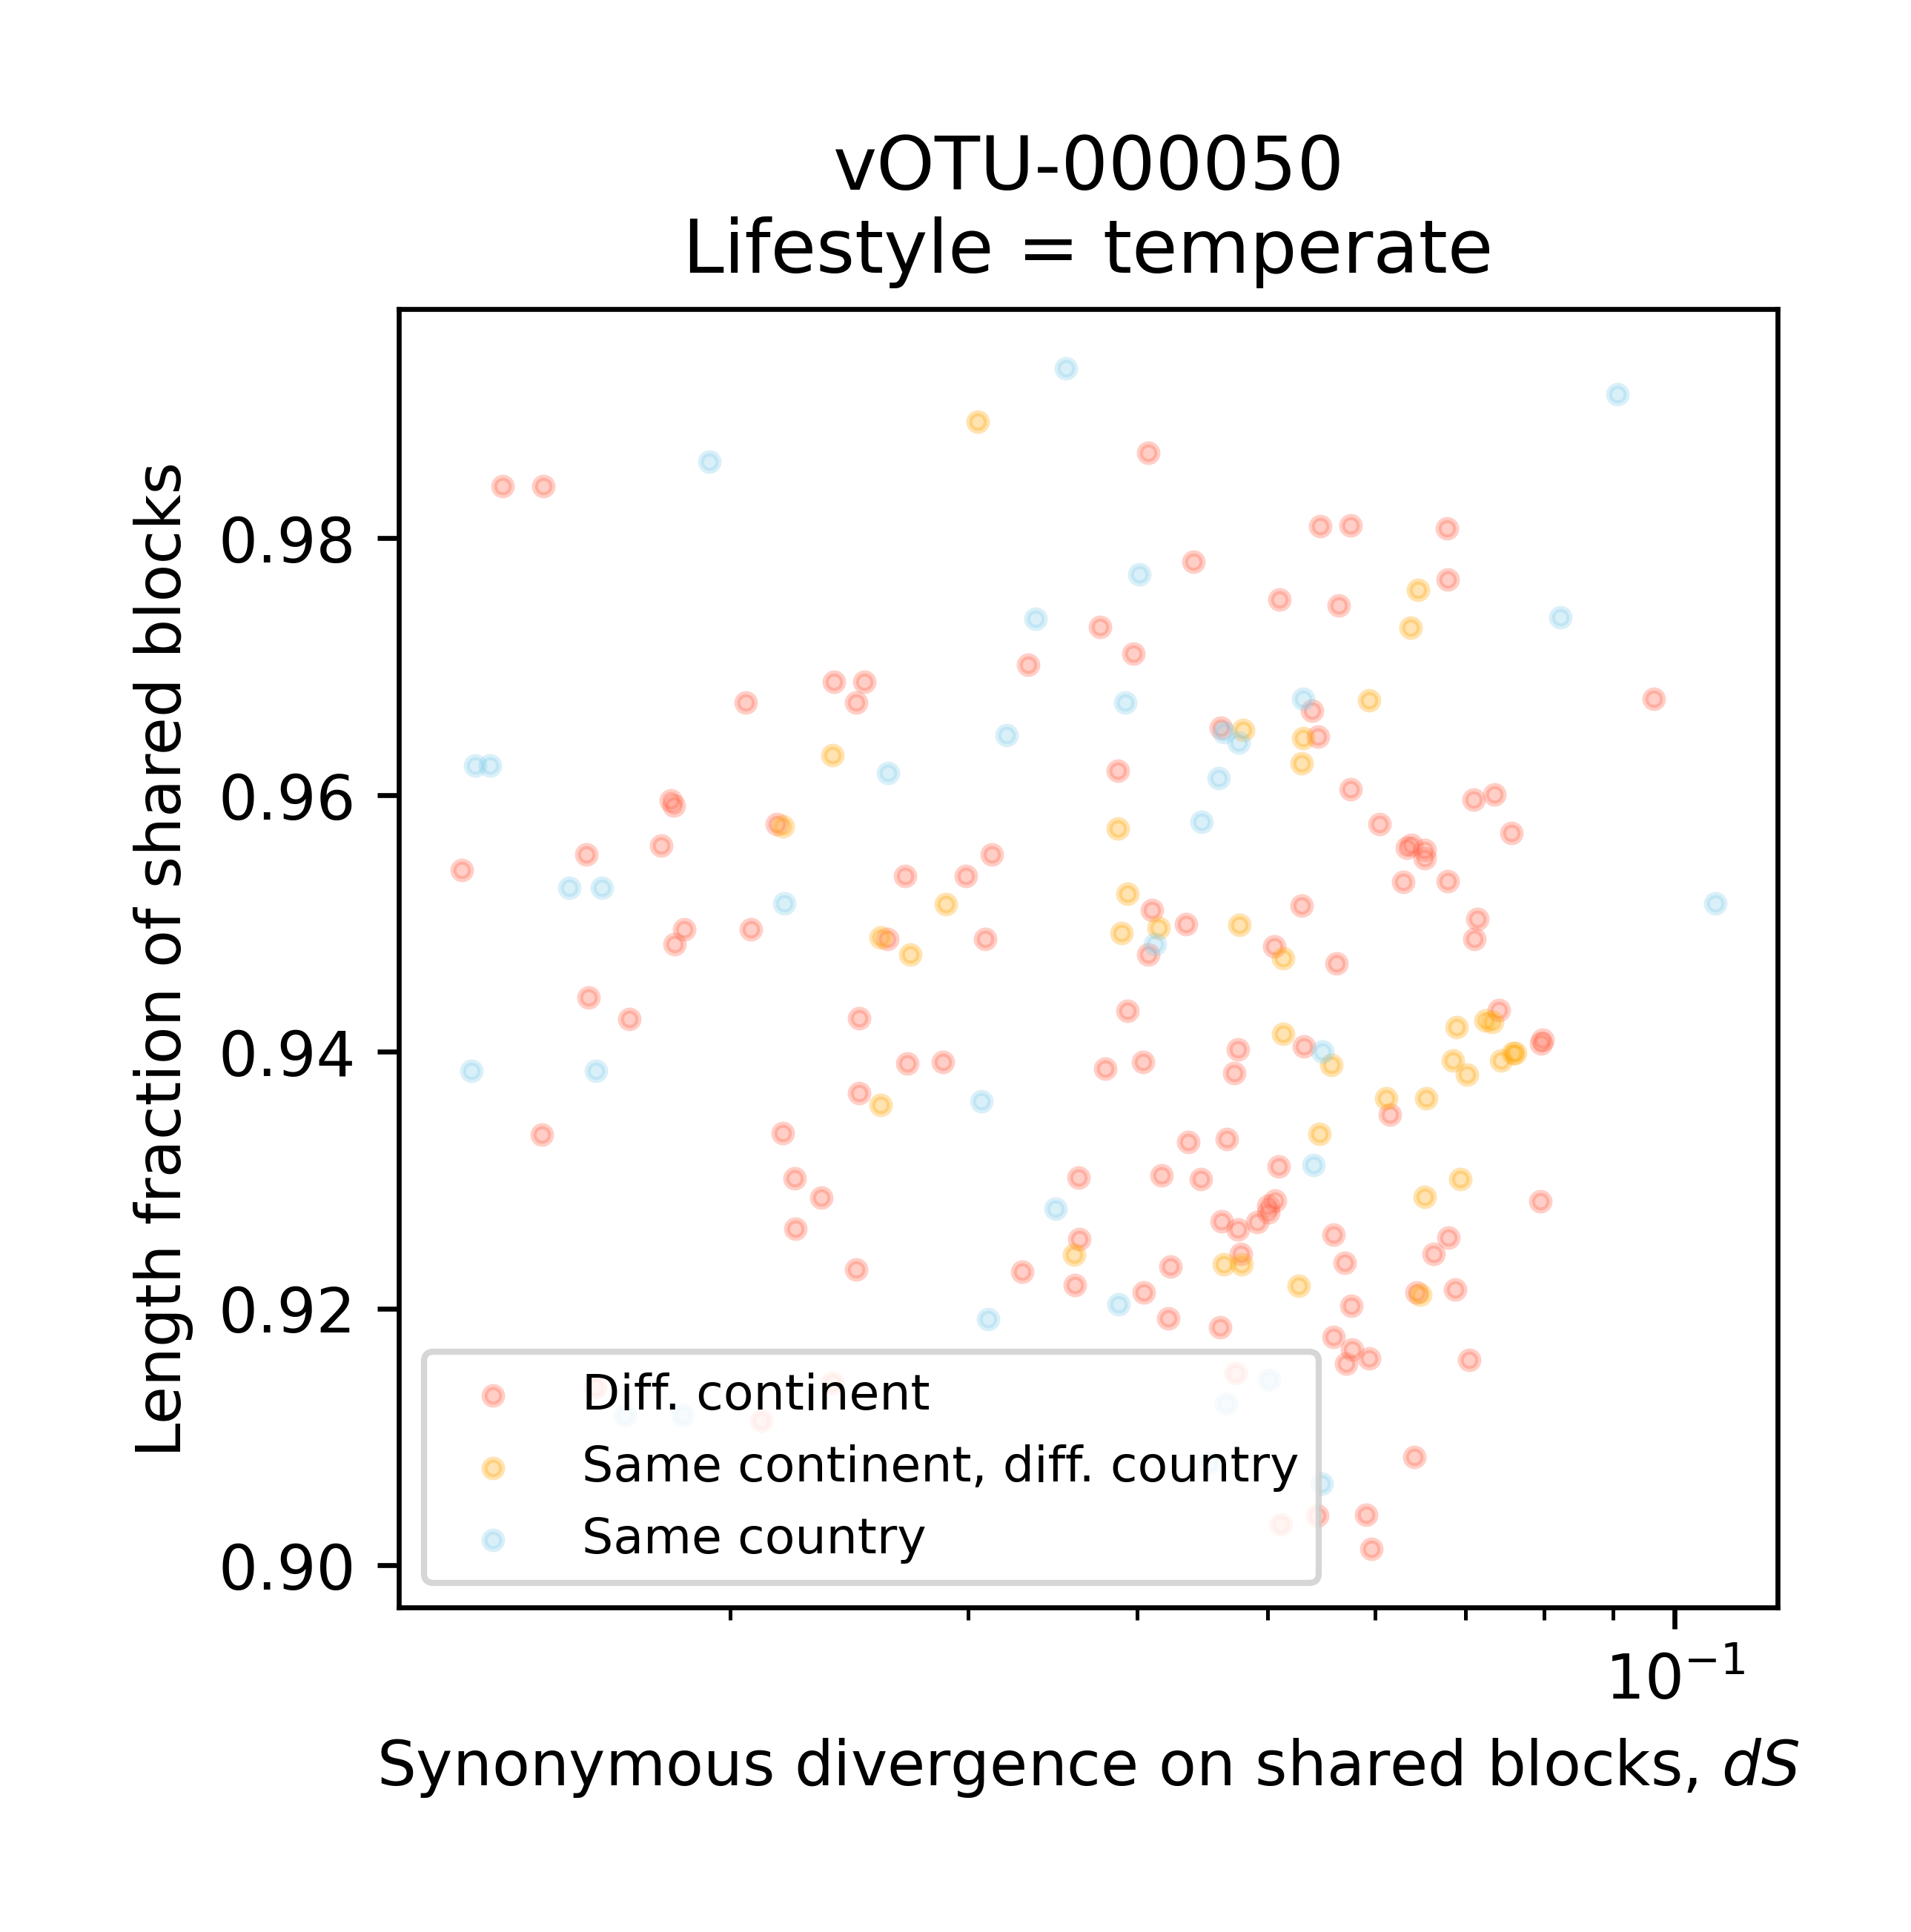 vOTU-000050
Lifestyle = temperate
Length fraction of shared blocks
0.98
0.96
0.94
0.92
0.90
Diff. continent
Same continent, diff. country
Same country
10⁻¹
Synonymous divergence on shared blocks, dS